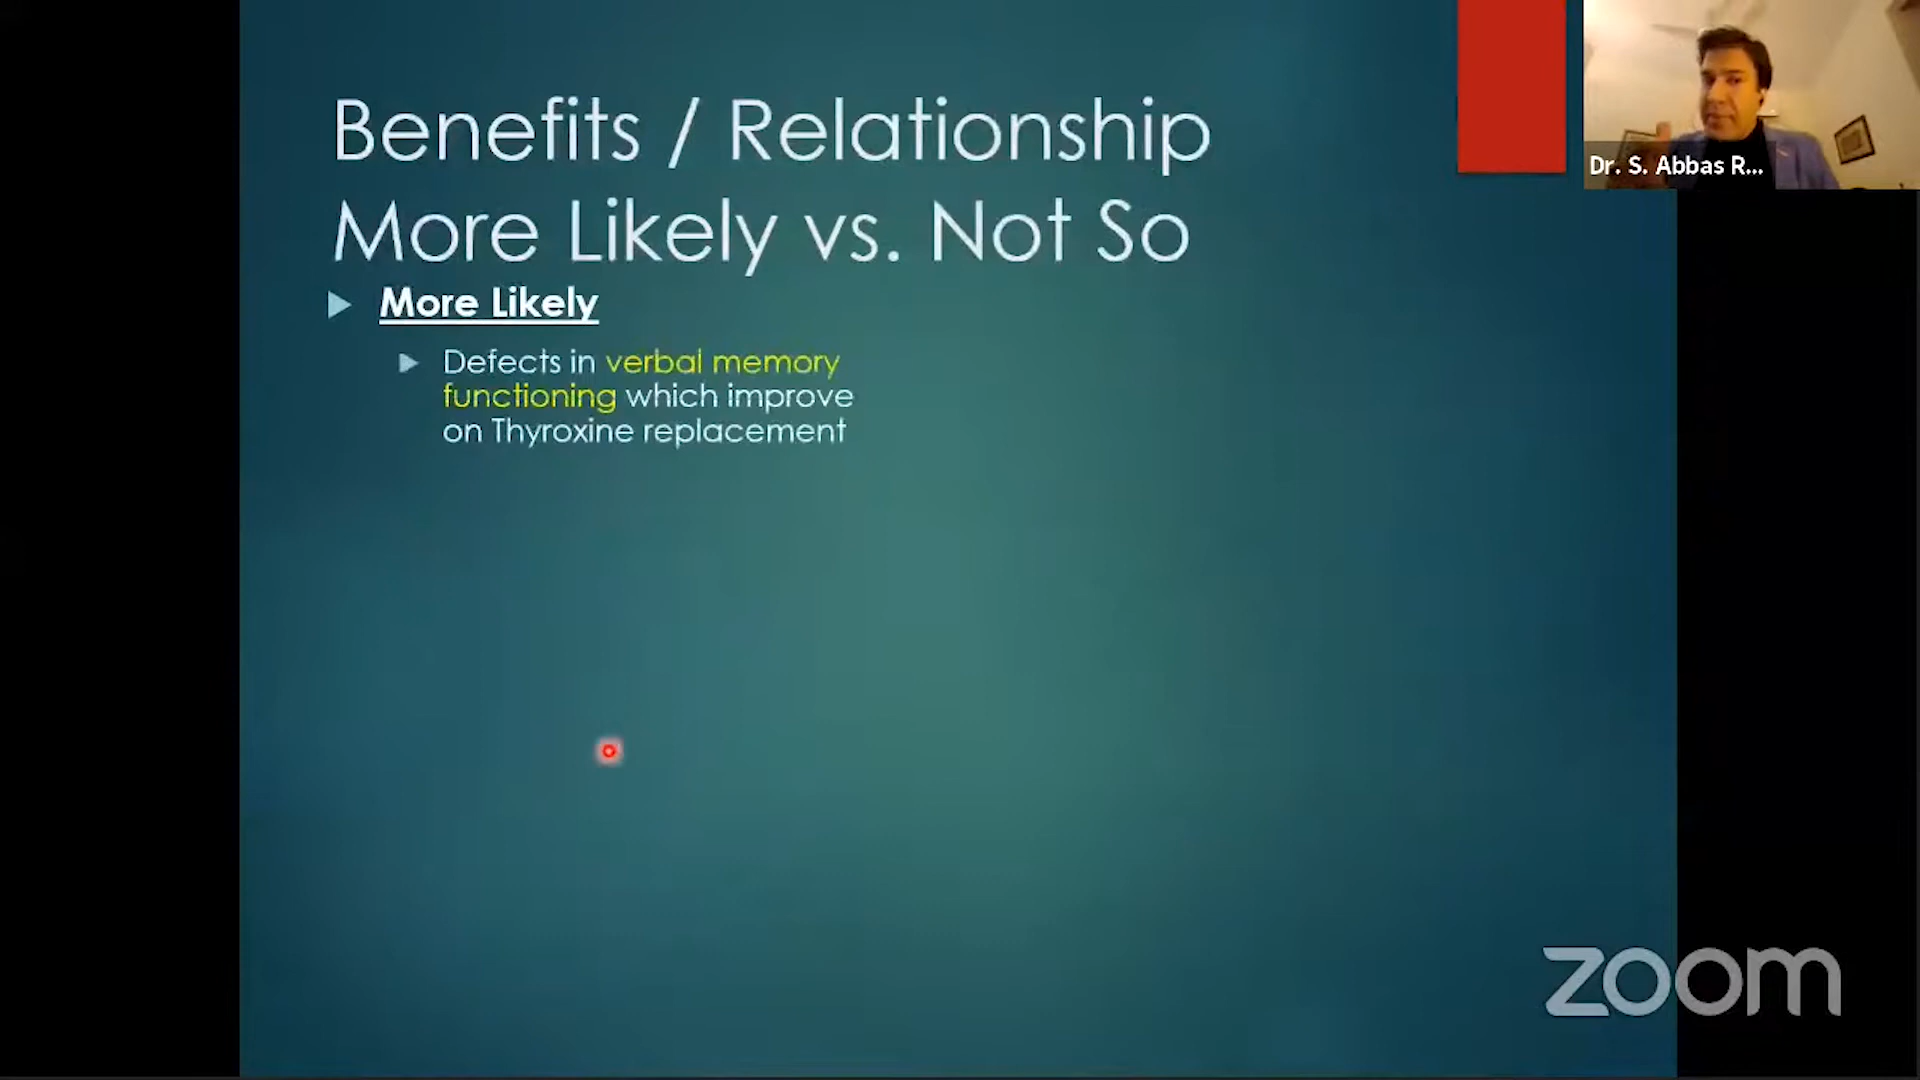 Benefits / Relationship
More Likely vs. Not So
More Likely
Defects in verbal memory
functioning which improve
on Thyroxine replacement
Dr. S. Abbas R...
zoom